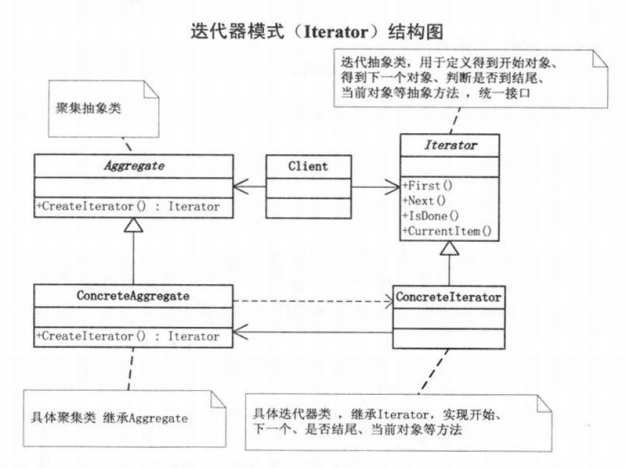 迭代器模式（Iterator）结构图
迭代抽象类，用于定义得到开始对象、
得到下一个对象、判断是否到结尾、
当前对象等抽象方法 ，统一接口
聚集抽象类
Aggregate
Client
Iterator
+CreateIterator() : Iterator
+First()
+Next()
+IsDone()
+CurrentItem()
ConcreteAggregate
ConcreteIterator
+CreateIterator() : Iterator
具体聚集类 继承Aggregate
具体迭代器类 ，继承Iterator，实现开始、
下一个、是否结尾、当前对象等方法